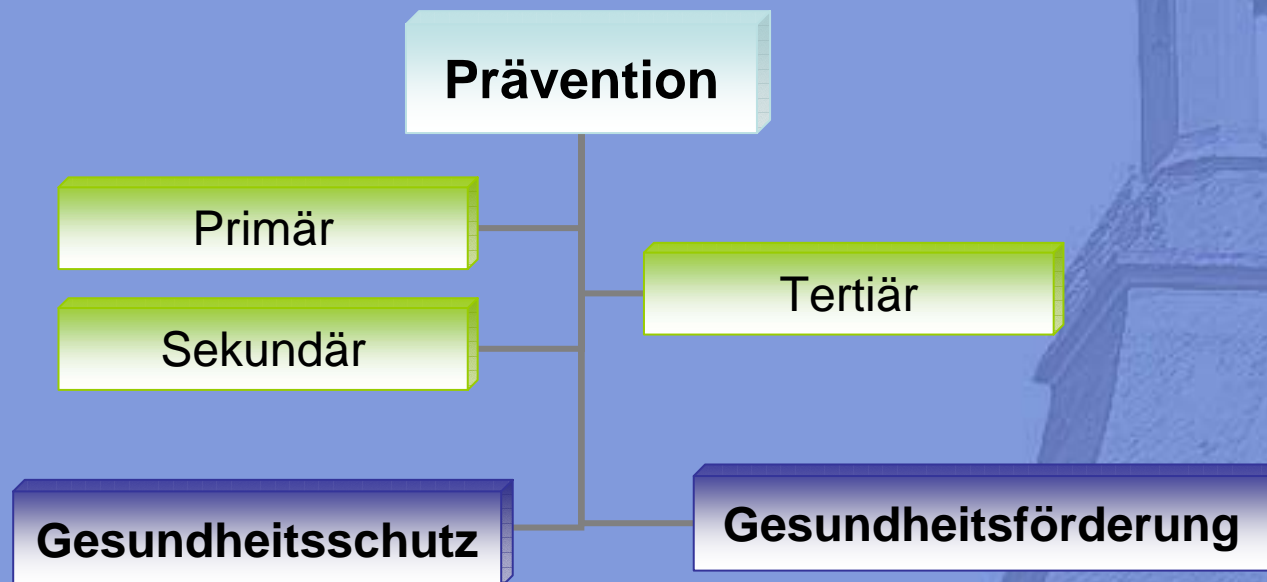 Prävention
Primär
Tertiär
Sekundär
Gesundheitsschutz
Gesundheitsförderung